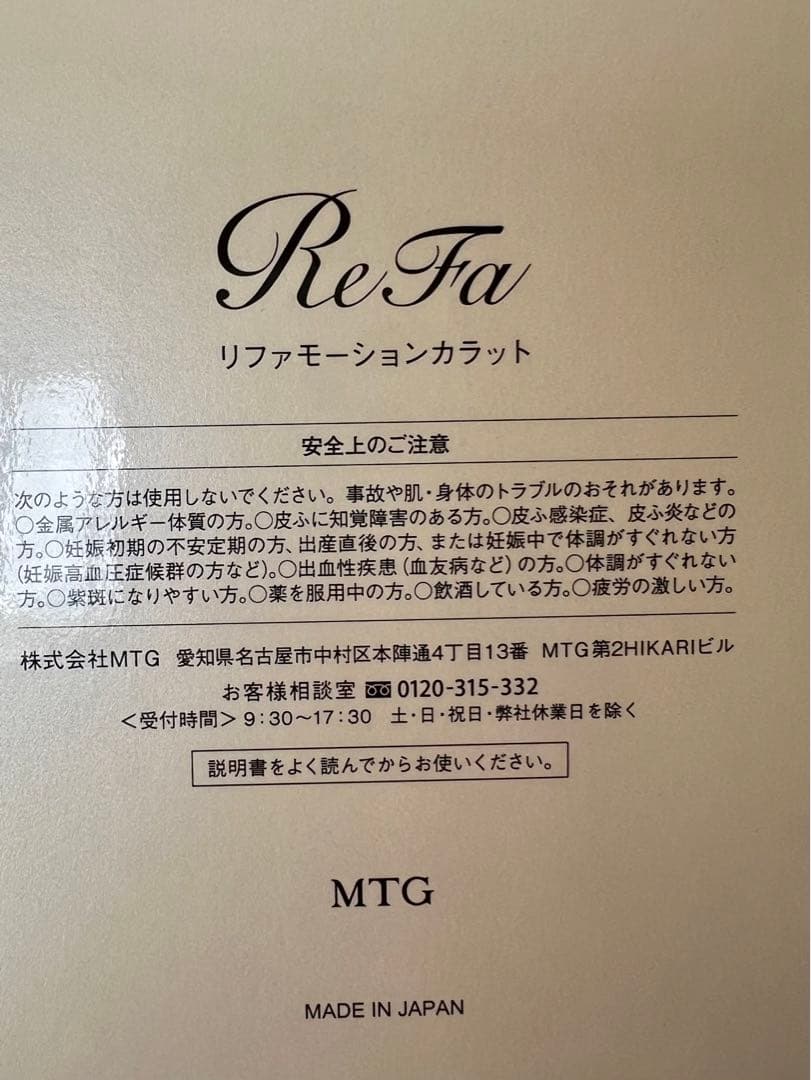 ReFa
リファモーションカラット
安全上のご注意
次のような方は使用しないでください。事故や肌・身体のトラブルのおそれがあります。
○金属アレルギー体質の方。○皮ふに知覚障害のある方。○皮ふ感染症、皮ふ炎などの
方。○妊娠初期の不安定期の方、出産直後の方、または妊娠中で体調がすぐれない方
(妊娠高血圧症候群の方など)。○出血性疾患(血友病など)の方。○体調がすぐれない
方。○紫斑になりやすい方。○薬を服用中の方。○飲酒している方。○疲労の激しい方。
株式会社MTG 愛知県名古屋市中村区本陣通4丁目13番 MTG第2HIKARIビル
お客様相談室 0120-315-332
<受付時間>9:30〜17:30 土・日・祝日・弊社休業日を除く
説明書をよく読んでからお使いください。
MTG
MADE IN JAPAN